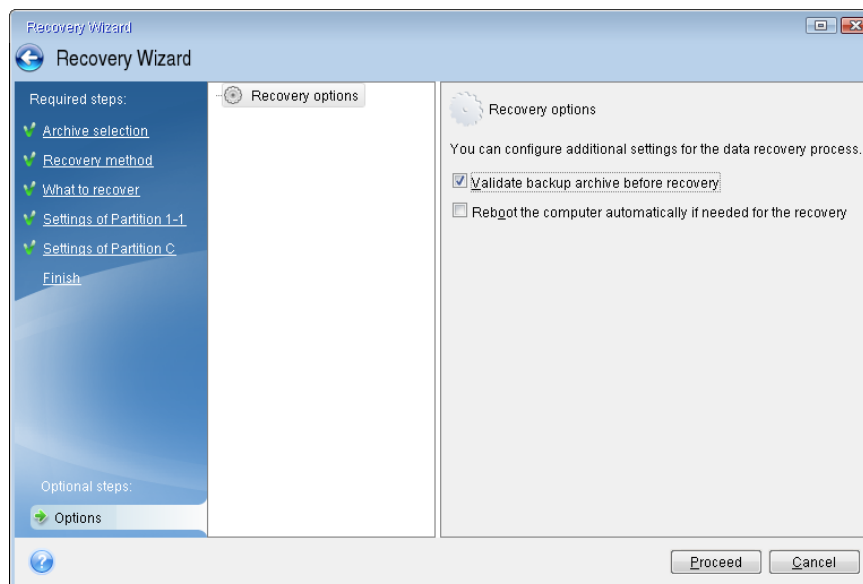 Recovery Wizard
Recovery Wizard
Required steps:
Archive selection
Recovery method
What to recover
Settings of Partition 1-1
Settings of Partition C
Finish
Optional steps:
Options
Recovery options
Recovery options
You can configure additional settings for the data recovery process.
Validate backup archive before recovery
Reboot the computer automatically if needed for the recovery
Proceed
Cancel